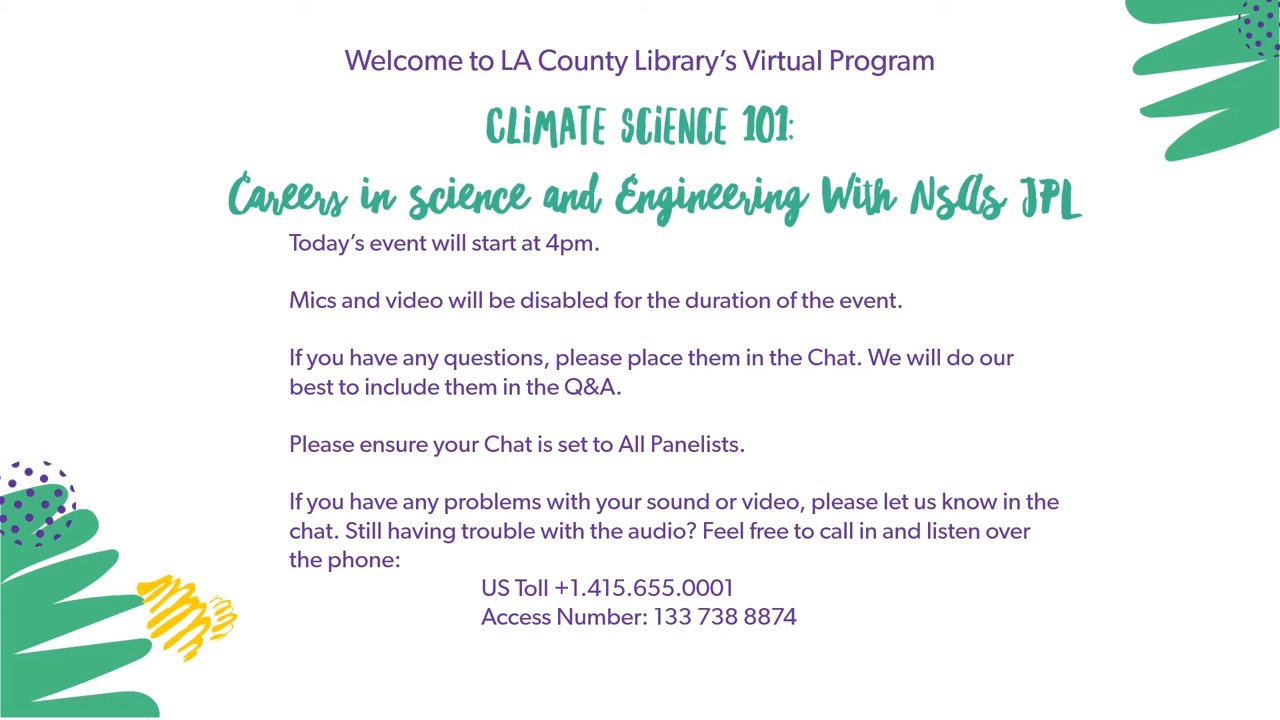 Welcome to LA County Library's Virtual Program
CLiMATE SCiENCE 101:
Careers in science and Engineering With NsAs JPL
Today's event will start at 4pm.
Mics and video will be disabled for the duration of the event.
If you have any questions, please place them in the Chat. We will do our
best to include them in the Q&A.
Please ensure your Chat is set to All Panelists.
If you have any problems with your sound or video, please let us know in the
chat. Still having trouble with the audio? Feel free to call in and listen over
the phone:
US Toll +1.415.655.0001
Access Number: 133 738 8874